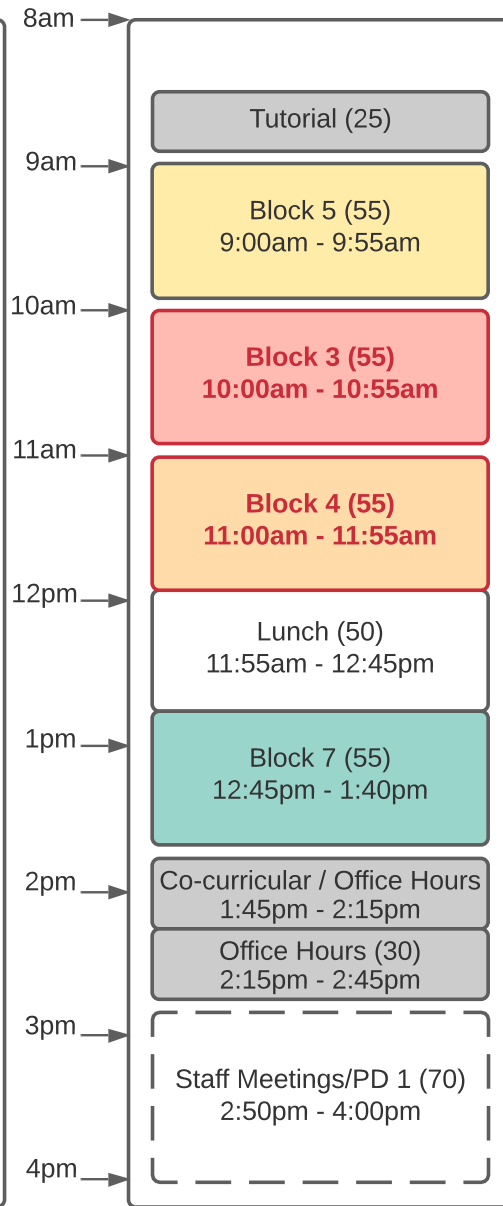 8am
Tutorial (25)
9am
Block 5 (55)
9:00am - 9:55am
10am
Block 3 (55)
10:00am - 10:55am
11am
Block 4 (55)
11:00am - 11:55am
12pm
Lunch (50)
11:55am - 12:45pm
1pm
Block 7 (55)
12:45pm - 1:40pm
2pm
Co-curricular / Office Hours
1:45pm - 2:15pm
Office Hours (30)
2:15pm - 2:45pm
3pm
Staff Meetings/PD 1 (70)
2:50pm - 4:00pm
4pm